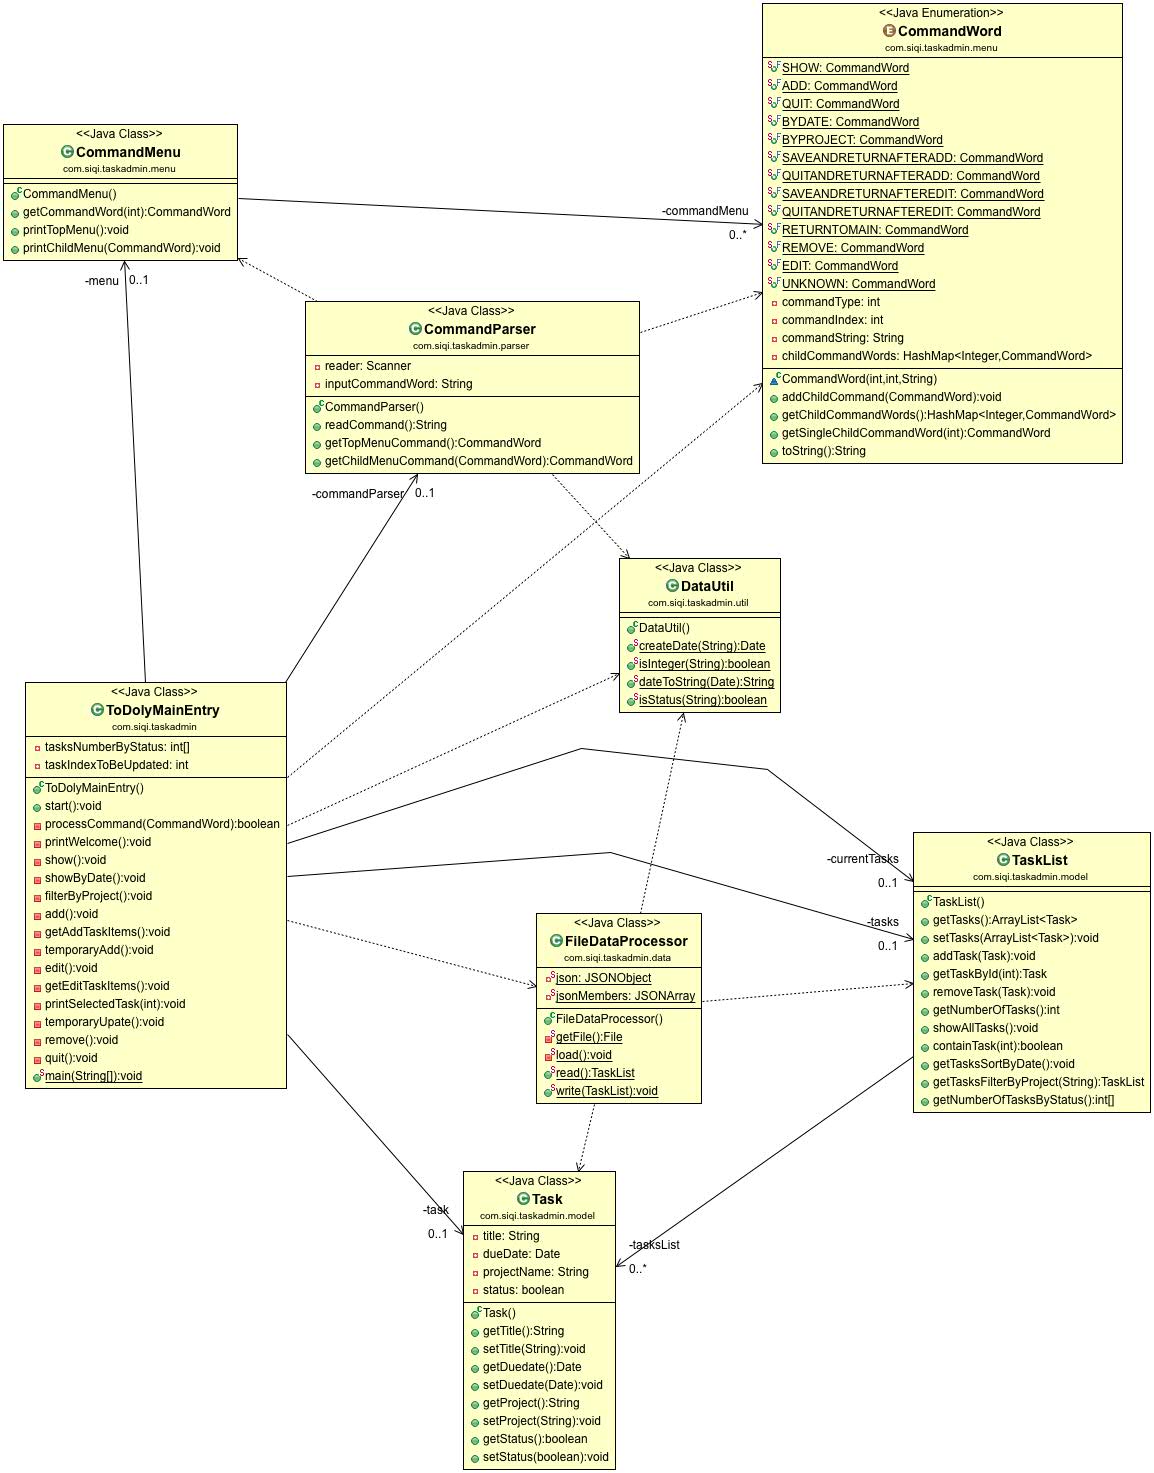 <<Java Enumeration>>
CommandWord
com.siqi.taskadmin.menu
SHOW: CommandWord
ADD: CommandWord
QUIT: CommandWord
BYDATE: CommandWord
BYPROJECT: CommandWord
SAVEANDRETURNAFTERADD: CommandWord
QUITANDRETURNAFTERADD: CommandWord
SAVEANDRETURNAFTEREDIT: CommandWord
QUITANDRETURNAFTEREDIT: CommandWord
RETURNTOMAIN: CommandWord
REMOVE: CommandWord
EDIT: CommandWord
UNKNOWN: CommandWord
commandType: int
commandIndex: int
commandString: String
childCommandWords: HashMap<Integer,CommandWord>
CommandWord(int,int,String)
addChildCommand(CommandWord):void
getChildCommandWords():HashMap<Integer,CommandWord>
getSingleChildCommandWord(int):CommandWord
toString():String
<<Java Class>>
CommandMenu
com.siqi.taskadmin.menu
CommandMenu()
getCommandWord(int):CommandWord
printTopMenu():void
printChildMenu(CommandWord):void
-commandMenu
0..*
-menu
0..1
<<Java Class>>
CommandParser
com.siqi.taskadmin.parser
reader: Scanner
inputCommandWord: String
CommandParser()
readCommand():String
getTopMenuCommand():CommandWord
getChildMenuCommand(CommandWord):CommandWord
-commandParser
0..1
<<Java Class>>
DataUtil
com.siqi.taskadmin.util
DataUtil()
createDate(String):Date
isInteger(String):boolean
dateToString(Date):String
isStatus(String):boolean
<<Java Class>>
ToDolyMainEntry
com.siqi.taskadmin
tasksNumberByStatus: int[]
taskIndexToBeUpdated: int
ToDolyMainEntry()
start():void
processCommand(CommandWord):boolean
printWelcome():void
show():void
showByDate():void
filterByProject():void
add():void
getAddTaskItems():void
temporaryAdd():void
edit():void
getEditTaskItems():void
printSelectedTask(int):void
temporaryUpate():void
remove():void
quit():void
main(String[]):void
-currentTasks
0..1
-tasks
0..1
<<Java Class>>
TaskList
com.siqi.taskadmin.model
TaskList()
getTasks():ArrayList<Task>
setTasks(ArrayList<Task>):void
addTask(Task):void
getTaskById(int):Task
removeTask(Task):void
getNumberOfTasks():int
showAllTasks():void
containTask(int):boolean
getTasksSortByDate():void
getTasksFilterByProject(String):TaskList
getNumberOfTasksByStatus():int[]
<<Java Class>>
FileDataProcessor
com.siqi.taskadmin.data
json: JSONObject
jsonMembers: JSONArray
FileDataProcessor()
getFile():File
load():void
read():TaskList
write(TaskList):void
-task
0..1
-tasksList
0..*
<<Java Class>>
Task
com.siqi.taskadmin.model
title: String
dueDate: Date
projectName: String
status: boolean
Task()
getTitle():String
setTitle(String):void
getDuedate():Date
setDuedate(Date):void
getProject():String
setProject(String):void
getStatus():boolean
setStatus(boolean):void